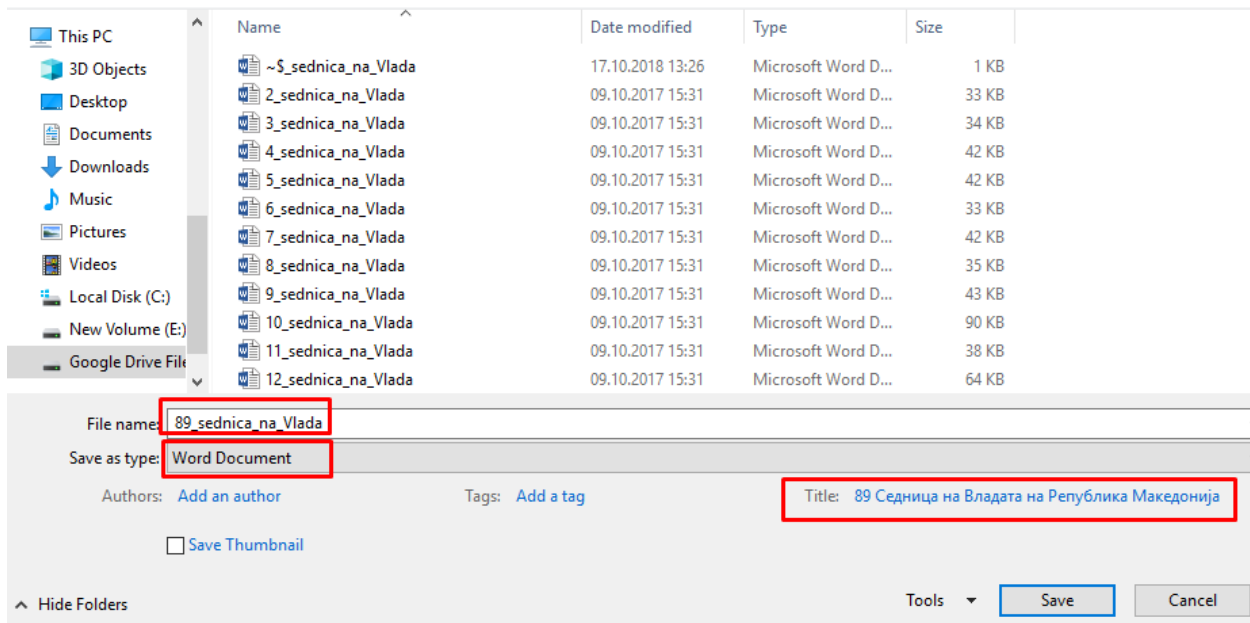 Name Date modified Type Size
This PC
3D Objects
Desktop
Documents
Downloads
Music
Pictures
Videos
Local Disk (C:)
New Volume (E:)
Google Drive File
~$_sednica_na_Vlada 17.10.2018 13:26 Microsoft Word D... 1 KB
2_sednica_na_Vlada 09.10.2017 15:31 Microsoft Word D... 33 KB
3_sednica_na_Vlada 09.10.2017 15:31 Microsoft Word D... 34 KB
4_sednica_na_Vlada 09.10.2017 15:31 Microsoft Word D... 42 KB
5_sednica_na_Vlada 09.10.2017 15:31 Microsoft Word D... 42 KB
6_sednica_na_Vlada 09.10.2017 15:31 Microsoft Word D... 33 KB
7_sednica_na_Vlada 09.10.2017 15:31 Microsoft Word D... 42 KB
8_sednica_na_Vlada 09.10.2017 15:31 Microsoft Word D... 35 KB
9_sednica_na_Vlada 09.10.2017 15:31 Microsoft Word D... 43 KB
10_sednica_na_Vlada 09.10.2017 15:31 Microsoft Word D... 90 KB
11_sednica_na_Vlada 09.10.2017 15:31 Microsoft Word D... 38 KB
12_sednica_na_Vlada 09.10.2017 15:31 Microsoft Word D... 64 KB
File name: 89_sednica_na_Vlada
Save as type: Word Document
Authors: Add an author Tags: Add a tag Title: 89 Седница на Владата на Република Македонија
Save Thumbnail
Hide Folders Tools Save Cancel